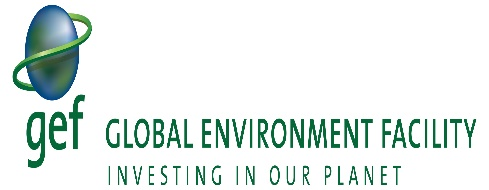 gef GLOBAL ENVIRONMENT FACILITY
INVESTING IN OUR PLANET